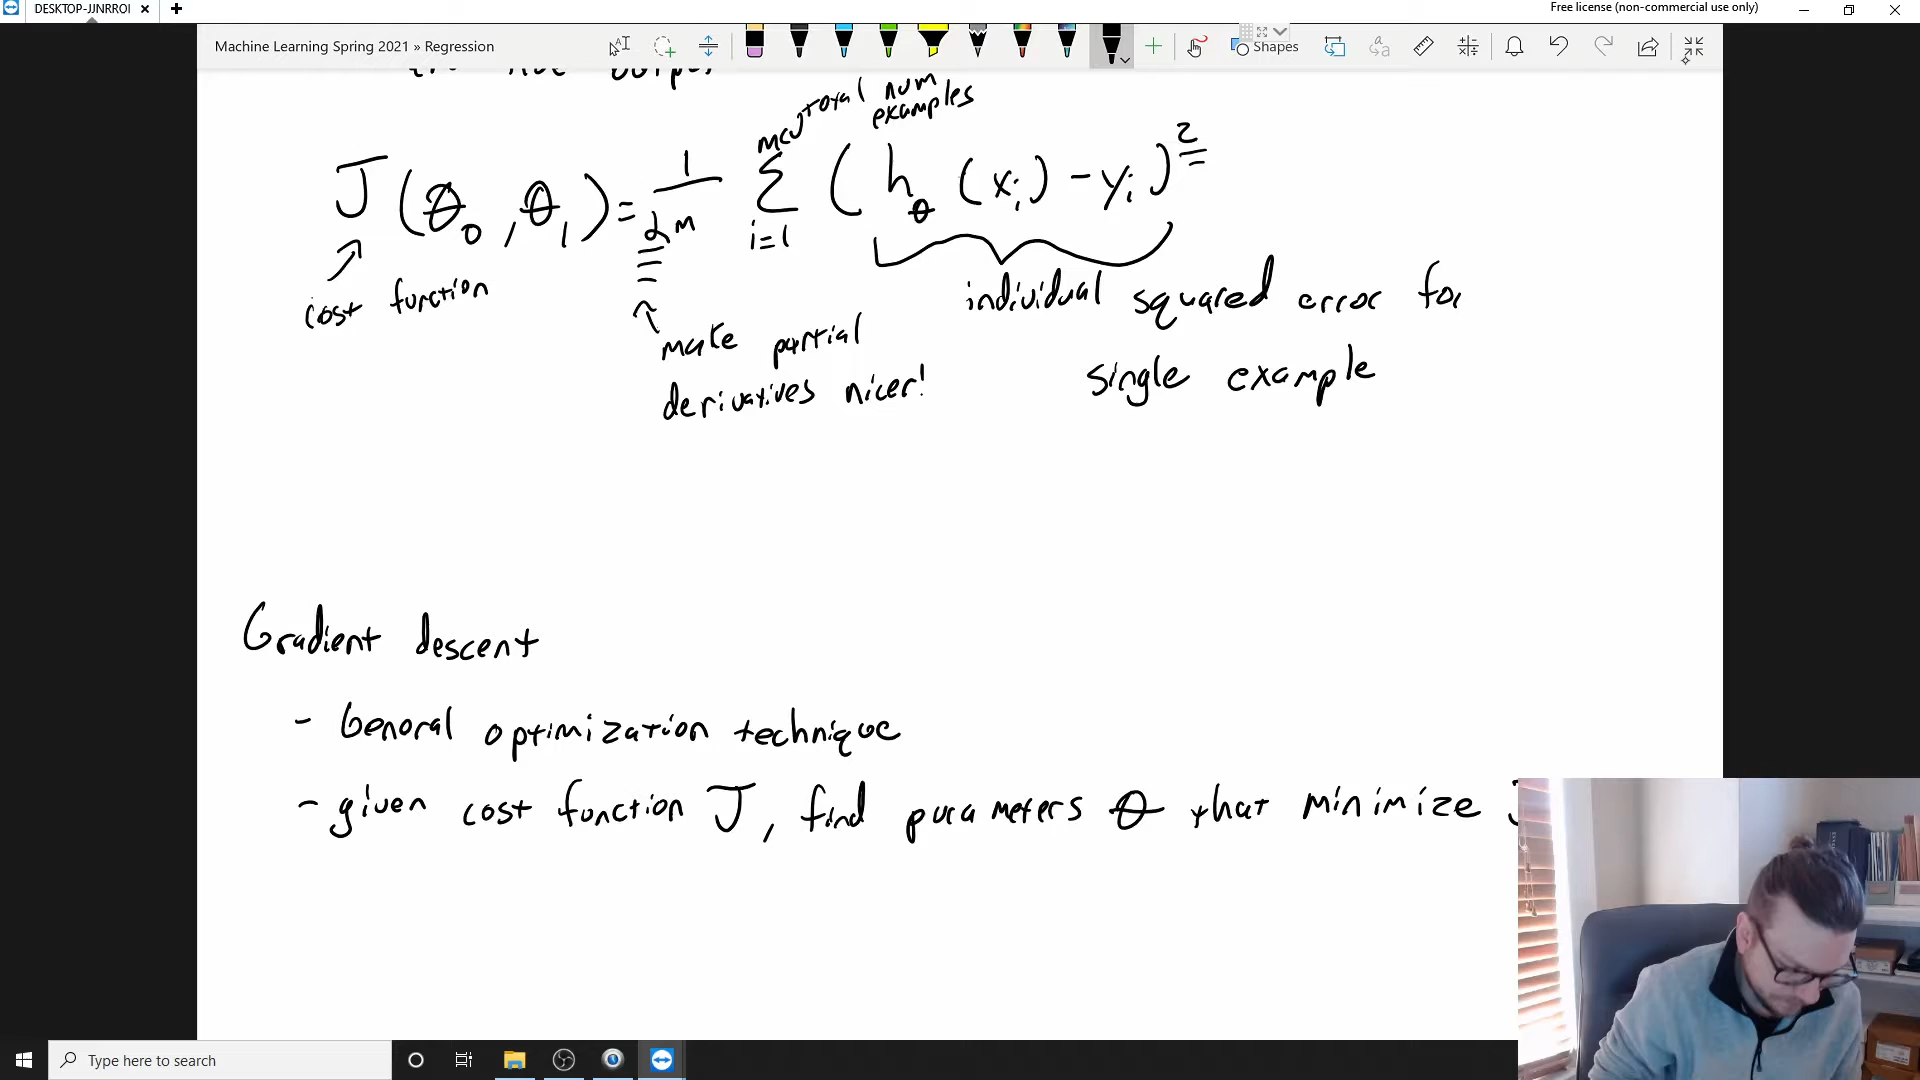 DESKTOP-JJNRROI
Free license (non-commercial use only)
Machine Learning Spring 2021 » Regression
Shapes
total num
examples
J(θ₀, θ₁) = 1/2m Σ i=1 m (hθ(xᵢ) - yᵢ)²
cost function
individual squared error for
single example
make partial
derivatives nicer!
Gradient descent
- General optimization technique
- given cost function J, find parameters θ that minimize J
Type here to search